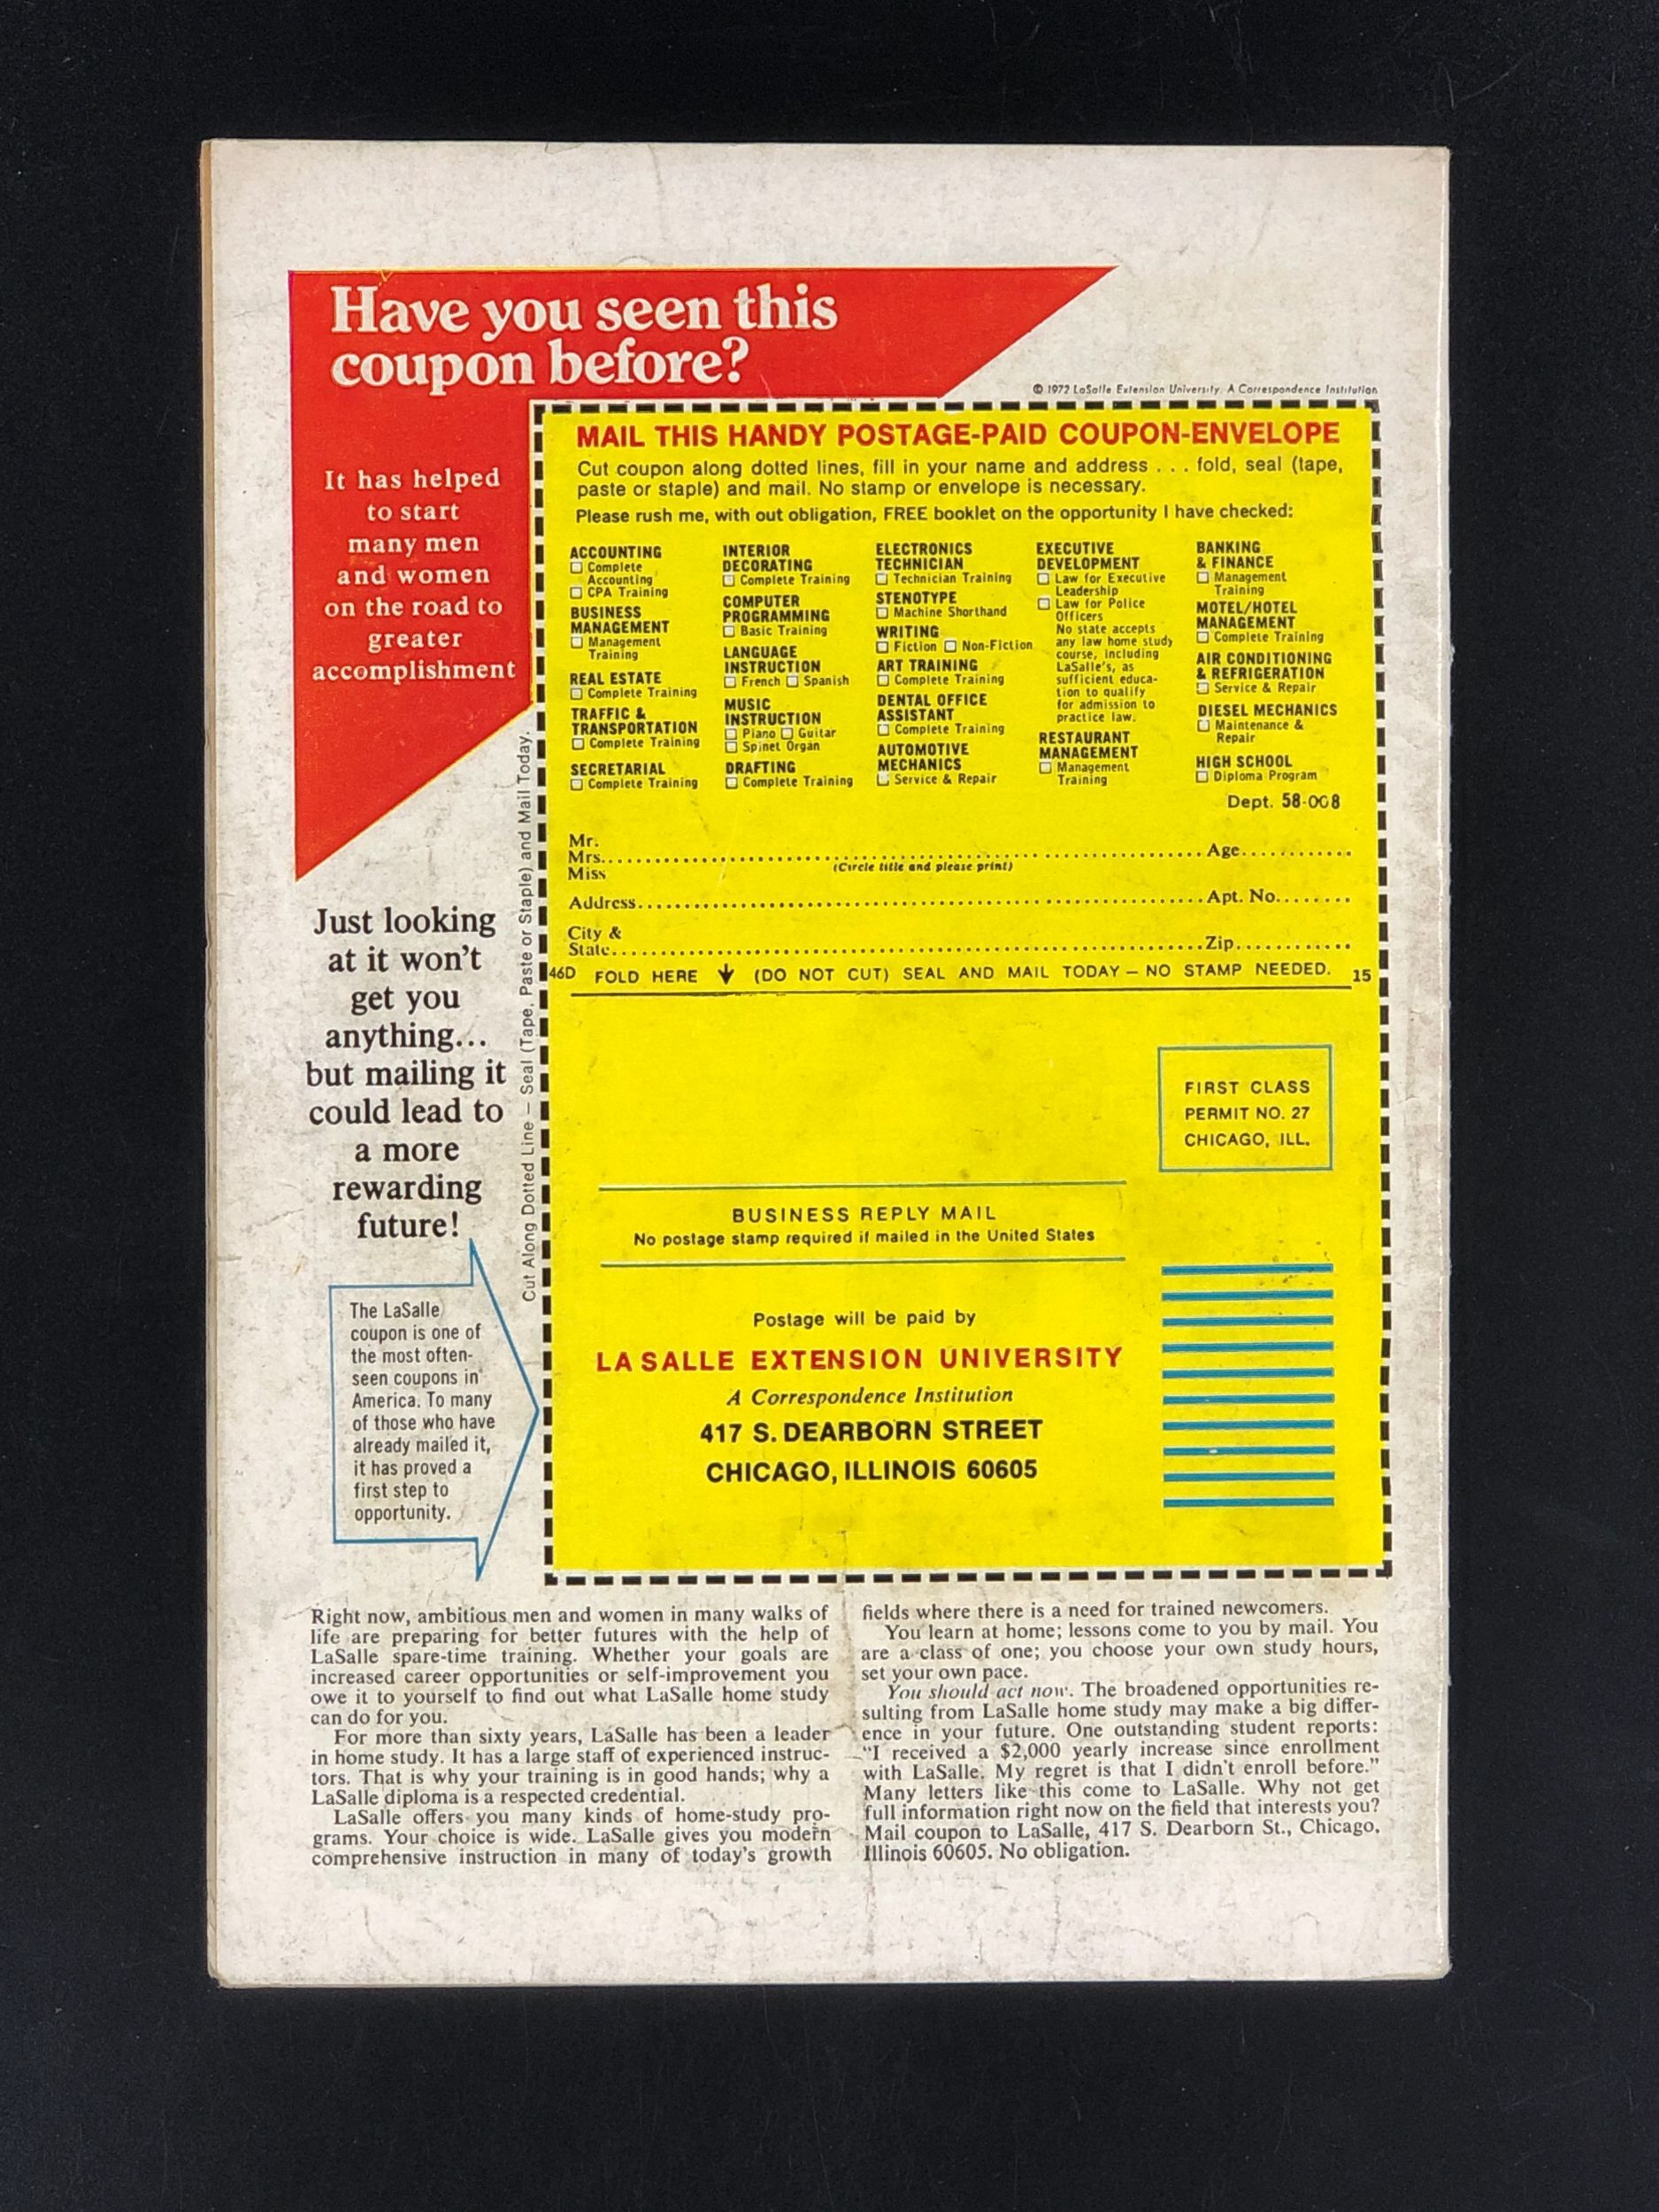 Have you seen this
coupon before?
© 1972 LaSalle Extension University, A Correspondence Institution
It has helped
to start
many men
and women
on the road to
greater
accomplishment
Just looking
at it won't
get you
anything...
but mailing it
could lead to
a more
rewarding
future!
The LaSalle
coupon is one of
the most often-
seen coupons in
America. To many
of those who have
already mailed it,
it has proved a
first step to
opportunity.
Cut Along Dotted Line — Seal (Tape, Paste or Staple) and Mail Today.
MAIL THIS HANDY POSTAGE-PAID COUPON-ENVELOPE
Cut coupon along dotted lines, fill in your name and address . . . fold, seal (tape,
paste or staple) and mail. No stamp or envelope is necessary.
Please rush me, with out obligation, FREE booklet on the opportunity I have checked:
ACCOUNTING
☐ Complete
Accounting
☐ CPA Training
BUSINESS
MANAGEMENT
☐ Management
Training
REAL ESTATE
☐ Complete Training
TRAFFIC &
TRANSPORTATION
☐ Complete Training
SECRETARIAL
☐ Complete Training
INTERIOR
DECORATING
☐ Complete Training
COMPUTER
PROGRAMMING
☐ Basic Training
LANGUAGE
INSTRUCTION
☐ French ☐ Spanish
MUSIC
INSTRUCTION
☐ Piano ☐ Guitar
☐ Spinet Organ
DRAFTING
☐ Complete Training
ELECTRONICS
TECHNICIAN
☐ Technician Training
STENOTYPE
☐ Machine Shorthand
WRITING
☐ Fiction ☐ Non-Fiction
ART TRAINING
☐ Complete Training
DENTAL OFFICE
ASSISTANT
☐ Complete Training
AUTOMOTIVE
MECHANICS
☐ Service & Repair
EXECUTIVE
DEVELOPMENT
☐ Law for Executive
Leadership
☐ Law for Police
Officers
No state accepts
any law home study
course, including
LaSalle's, as
sufficient educa-
tion to qualify
for admission to
practice law.
RESTAURANT
MANAGEMENT
☐ Management
Training
BANKING
& FINANCE
☐ Management
Training
MOTEL/HOTEL
MANAGEMENT
☐ Complete Training
AIR CONDITIONING
& REFRIGERATION
☐ Service & Repair
DIESEL MECHANICS
☐ Maintenance &
Repair
HIGH SCHOOL
☐ Diploma Program
Dept. 58-008
Mr.
Mrs. Age
Miss (Circle title and please print)
Address Apt. No.
City &
State Zip
46D FOLD HERE ↓ (DO NOT CUT) SEAL AND MAIL TODAY — NO STAMP NEEDED. 15
FIRST CLASS
PERMIT NO. 27
CHICAGO, ILL.
BUSINESS REPLY MAIL
No postage stamp required if mailed in the United States
Postage will be paid by
LA SALLE EXTENSION UNIVERSITY
A Correspondence Institution
417 S. DEARBORN STREET
CHICAGO, ILLINOIS 60605
Right now, ambitious men and women in many walks of
life are preparing for better futures with the help of
LaSalle spare-time training. Whether your goals are
increased career opportunities or self-improvement you
owe it to yourself to find out what LaSalle home study
can do for you.
For more than sixty years, LaSalle has been a leader
in home study. It has a large staff of experienced instruc-
tors. That is why your training is in good hands; why a
LaSalle diploma is a respected credential.
LaSalle offers you many kinds of home-study pro-
grams. Your choice is wide. LaSalle gives you modern
comprehensive instruction in many of today's growth
fields where there is a need for trained newcomers.
You learn at home; lessons come to you by mail. You
are a class of one; you choose your own study hours,
set your own pace.
You should act now. The broadened opportunities re-
sulting from LaSalle home study may make a big differ-
ence in your future. One outstanding student reports:
"I received a $2,000 yearly increase since enrollment
with LaSalle. My regret is that I didn't enroll before."
Many letters like this come to LaSalle. Why not get
full information right now on the field that interests you?
Mail coupon to LaSalle, 417 S. Dearborn St., Chicago,
Illinois 60605. No obligation.